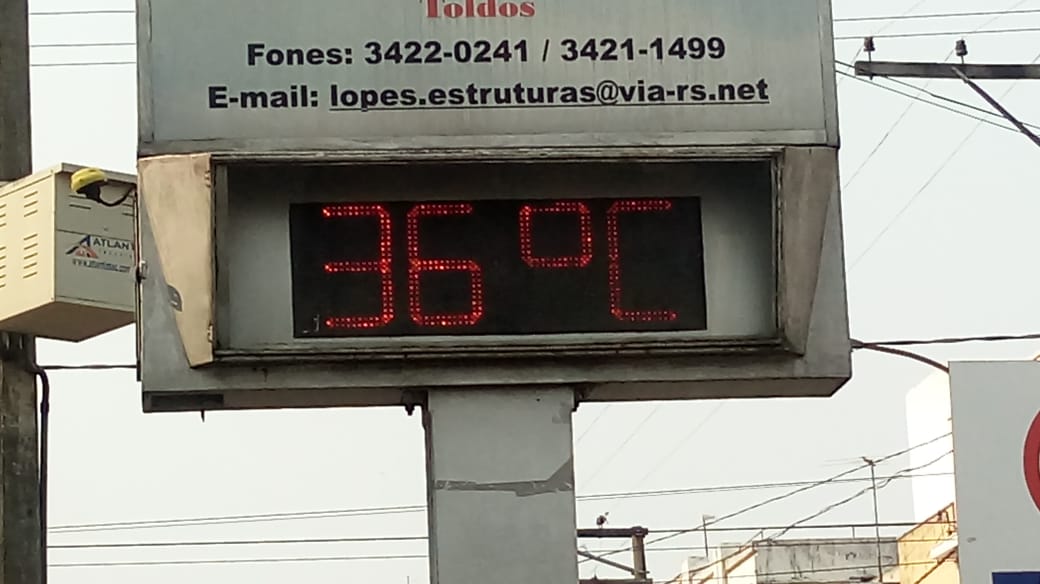 Toldos
Fones: 3422-0241 / 3421-1499
E-mail: lopes.estruturas@via-rs.net
36°C